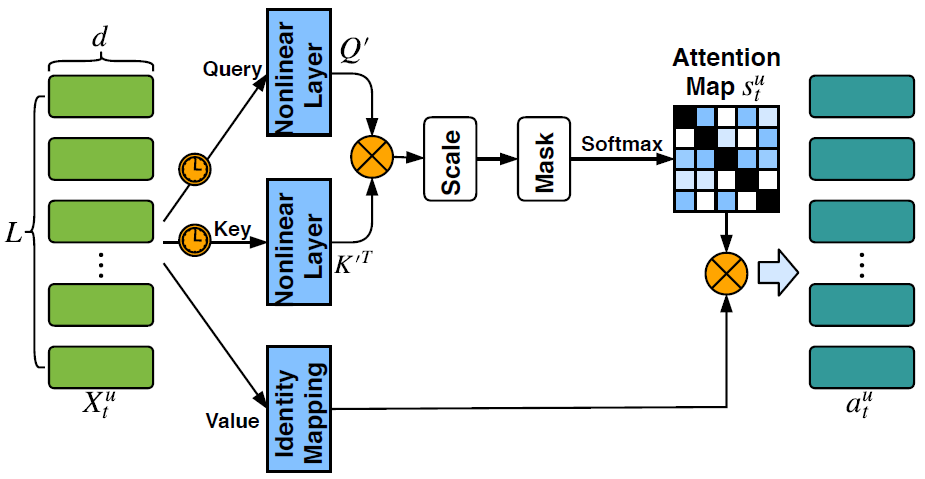 d
L
X_t^u
Query
Key
Value
Nonlinear
Layer
Q′
Nonlinear
Layer
K′^T
Identity
Mapping
Scale
Mask
Softmax
Attention
Map s_t^u
a_t^u